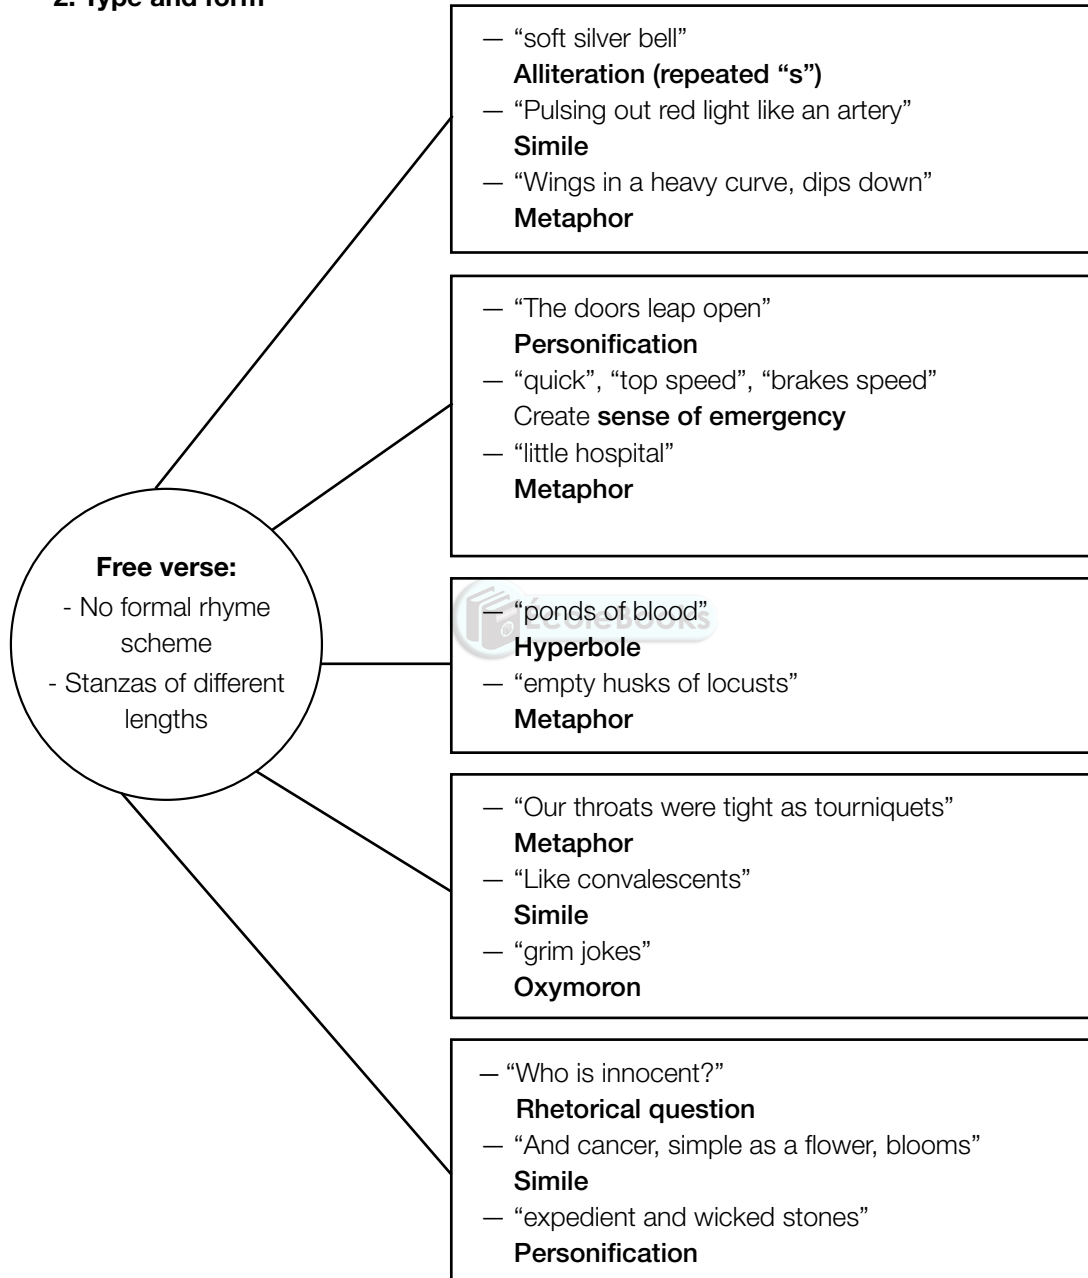 2. Type and form
— “soft silver bell”
Alliteration (repeated “s”)
— “Pulsing out red light like an artery”
Simile
— “Wings in a heavy curve, dips down”
Metaphor
— “The doors leap open”
Personification
— “quick”, “top speed”, “brakes speed”
Create sense of emergency
— “little hospital”
Metaphor
Free verse:
- No formal rhyme
scheme
- Stanzas of different
lengths
— “ponds of blood”
ÉcoleBooks
Hyperbole
— “empty husks of locusts”
Metaphor
— “Our throats were tight as tourniquets”
Metaphor
— “Like convalescents”
Simile
— “grim jokes”
Oxymoron
— “Who is innocent?”
Rhetorical question
— “And cancer, simple as a flower, blooms”
Simile
— “expedient and wicked stones”
Personification